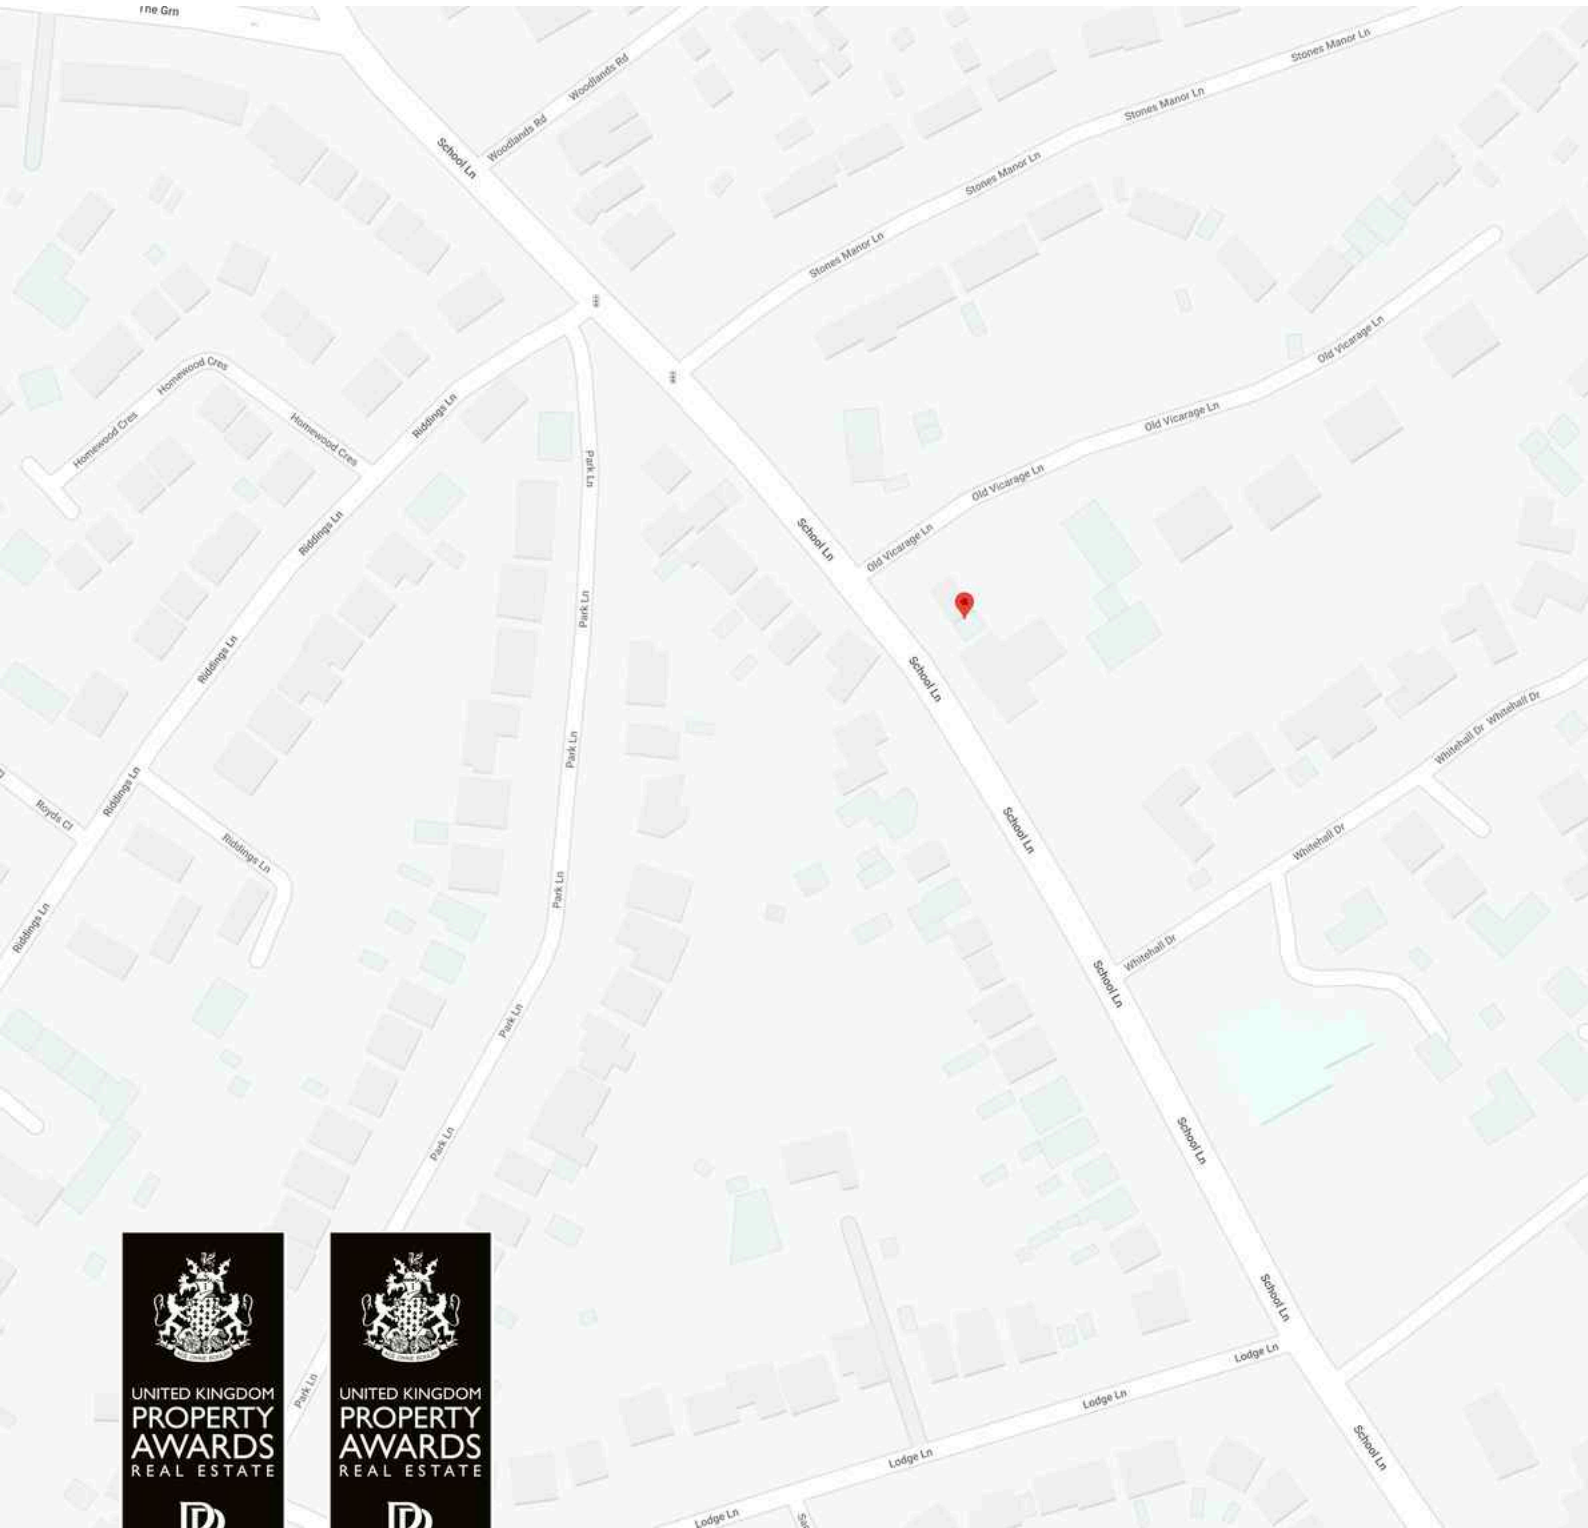 The Grn
Woodlands Rd
Woodlands Rd
School Ln
Stones Manor Ln
Stones Manor Ln
Stones Manor Ln
Stones Manor Ln
Homewood Cres
Homewood Cres
Homewood Cres
Riddings Ln
Riddings Ln
Riddings Ln
Riddings Ln
Riddings Ln
Riddings Ln
Royds Cl
Park Ln
Park Ln
Park Ln
Park Ln
Park Ln
Park Ln
Park Ln
Old Vicarage Ln
Old Vicarage Ln
Old Vicarage Ln
Old Vicarage Ln
School Ln
School Ln
School Ln
School Ln
School Ln
School Ln
School Ln
Whitehall Dr
Whitehall Dr
Whitehall Dr
Whitehall Dr
Lodge Ln
Lodge Ln
Lodge Ln
Lodge Ln
UNITED KINGDOM
PROPERTY
AWARDS
REAL ESTATE
UNITED KINGDOM
PROPERTY
AWARDS
REAL ESTATE